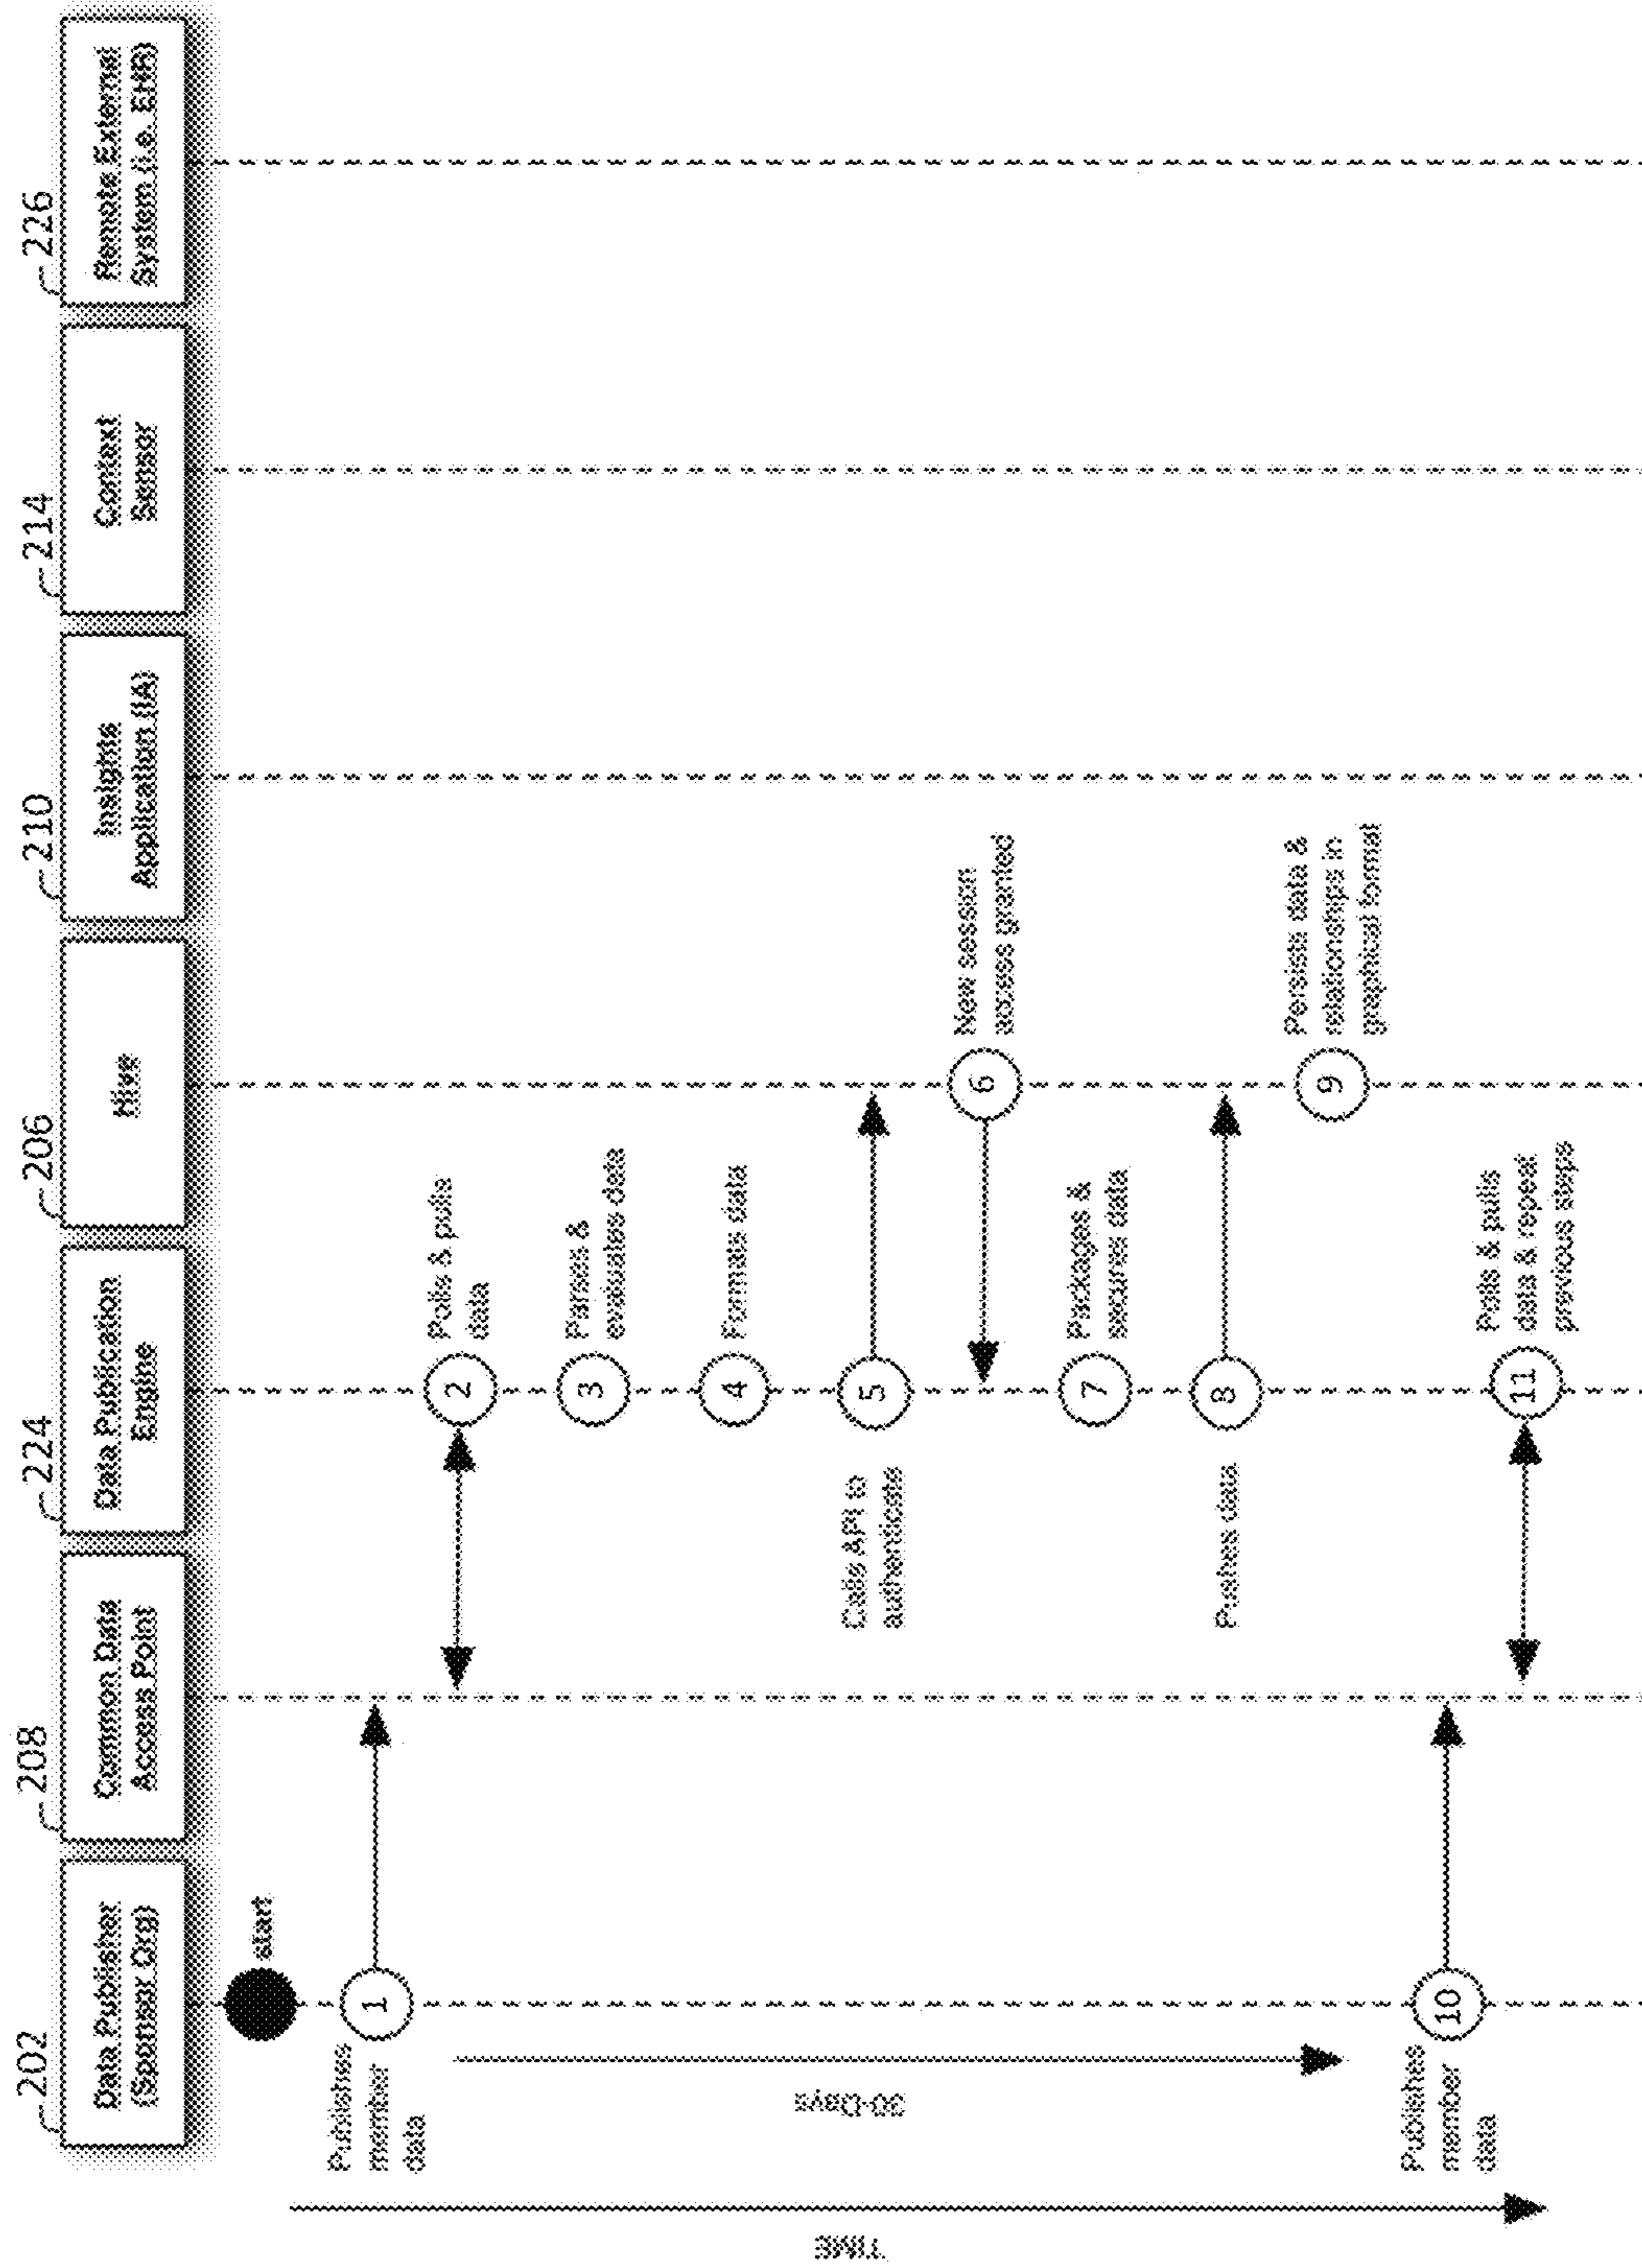 202
Data Publisher
(Sponsor Org)
208
Common Data
Access Point
224
Data Publication
Engine
206
Hive
210
Insights
Application (IA)
214
Context
Sensor
226
Remote External
System (i.e. EHR)
start
Publishes
member
data
1
2
Polls & pulls
data
3
Parses &
evaluates data
4
Formats data
Calls API to
authenticate
5
6
New session
access granted
7
Packages &
secures data
Pushes data
8
9
Persists data &
relationships in
graphical format
Publishes
member
data
10
11
Polls & pulls
data & repeat
previous steps
30-Days
TIME